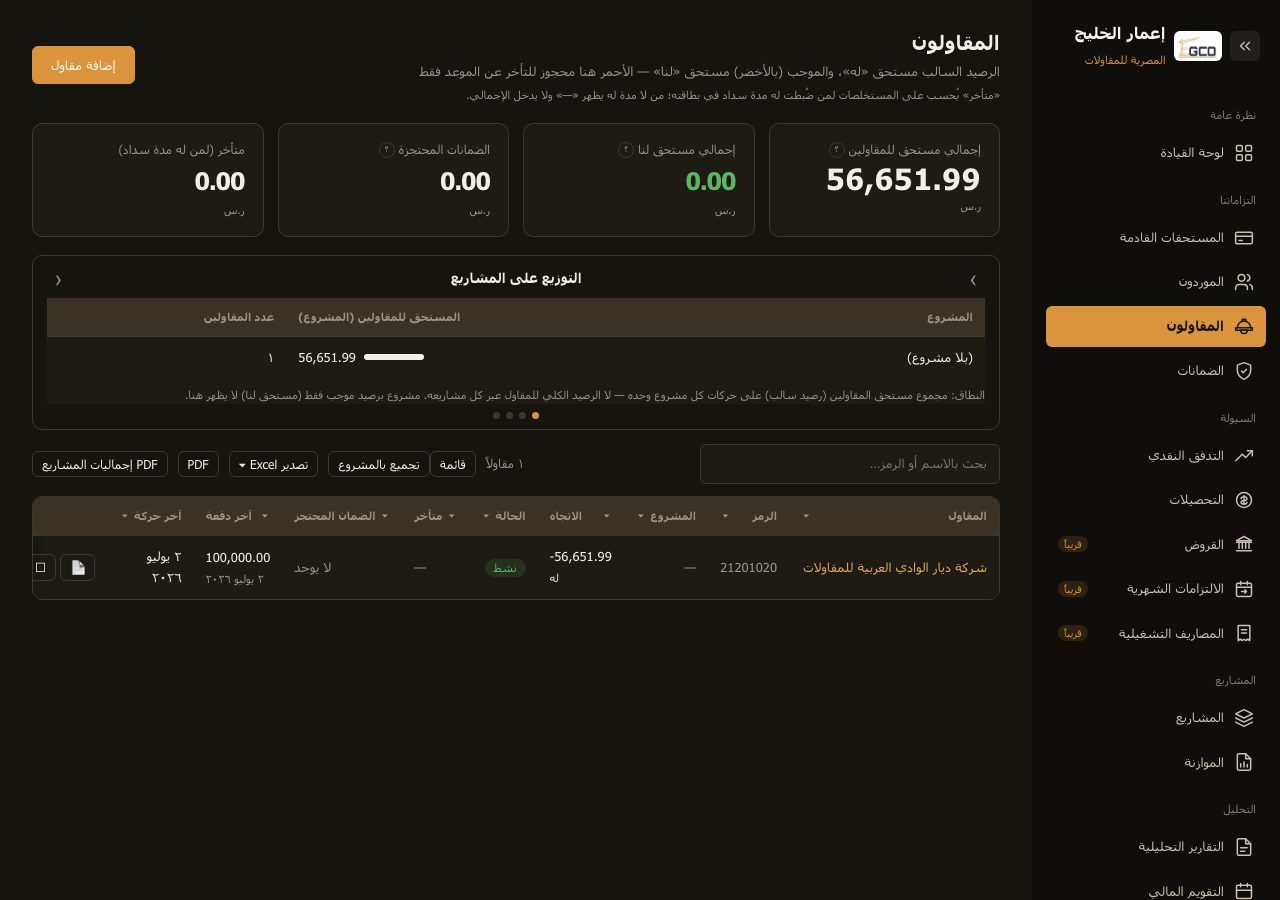 إعمار الخليج
المصرية للمقاولات
GCO
نظرة عامة
لوحة القيادة
التزاماتنا
المستحقات القادمة
الموردون
المقاولون
الضمانات
السيولة
التدفق النقدي
التحصيلات
القروض قريباً
الالتزامات الشهرية قريباً
المصاريف التشغيلية قريباً
المشاريع
المشاريع
الموازنة
التحليل
التقارير التحليلية
التقويم المالي
المقاولون
إضافة مقاول
الرصيد السالب مستحق «له»، والموجب (بالأخضر) مستحق «لنا» — الأحمر هنا محجوز للتأخر عن الموعد فقط
«متأخر» يُحسب على المستخلصات لمن ضُبطت له مدة سداد في بطاقته؛ من لا مدة له يظهر «—» ولا يدخل الإجمالي.
إجمالي مستحق للمقاولين ؟
56,651.99
ر.س
إجمالي مستحق لنا ؟
0.00
ر.س
الضمانات المحتجزة ؟
0.00
ر.س
متأخر (لمن له مدة سداد)
0.00
ر.س
التوزيع على المشاريع
المشروع المستحق للمقاولين (المشروع) عدد المقاولين
(بلا مشروع) 56,651.99 ١
النطاق: مجموع مستحق المقاولين (رصيد سالب) على حركات كل مشروع وحده — لا الرصيد الكلي للمقاول عبر كل مشاريعه. مشروع برصيد موجب فقط (مستحق لنا) لا يظهر هنا.
بحث بالاسم أو الرمز...
١ مقاولاً قائمة تجميع بالمشروع تصدير Excel PDF PDF إجماليات المشاريع
المقاول الرمز المشروع الاتجاه الحالة متأخر الضمان المحتجز آخر دفعة آخر حركة
شركة ديار الوادي العربية للمقاولات 21201020 — -56,651.99 نشط — لا يوجد 100,000.00 ٢ يوليو
له ٢ يوليو ٢٠٢٦ ٢٠٢٦